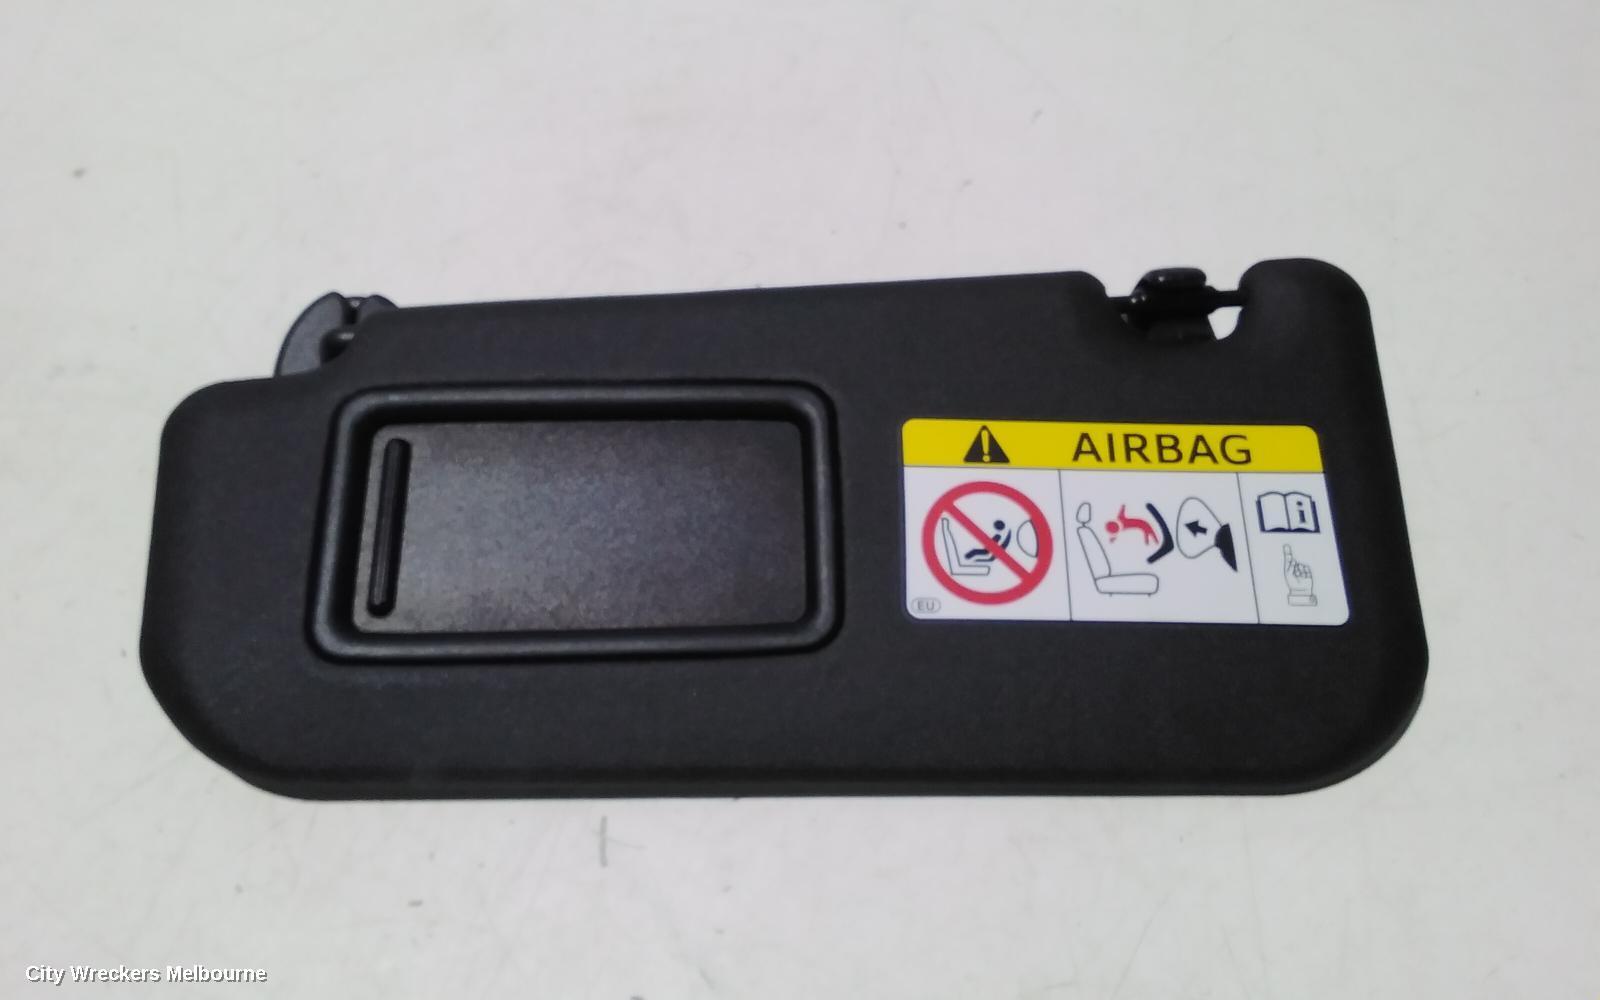 AIRBAG
i
EU
City Wreckers Melbourne